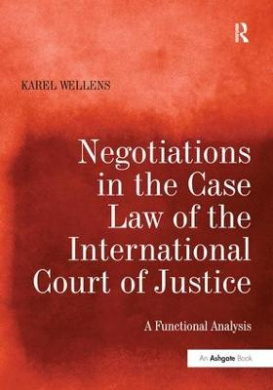 R
KAREL WELLENS
Negotiations
in the Case
Law of the
International
Court of Justice
A Functional Analysis
An Ashgate Book